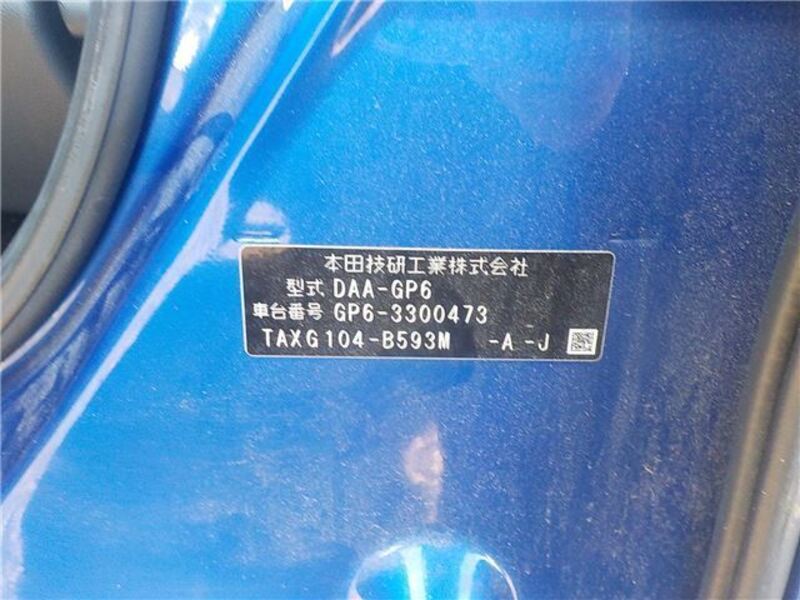 本田技研工業株式会社
型式 DAA-GP6
車台番号 GP6-3300473
TAXG104-B593M -A -J